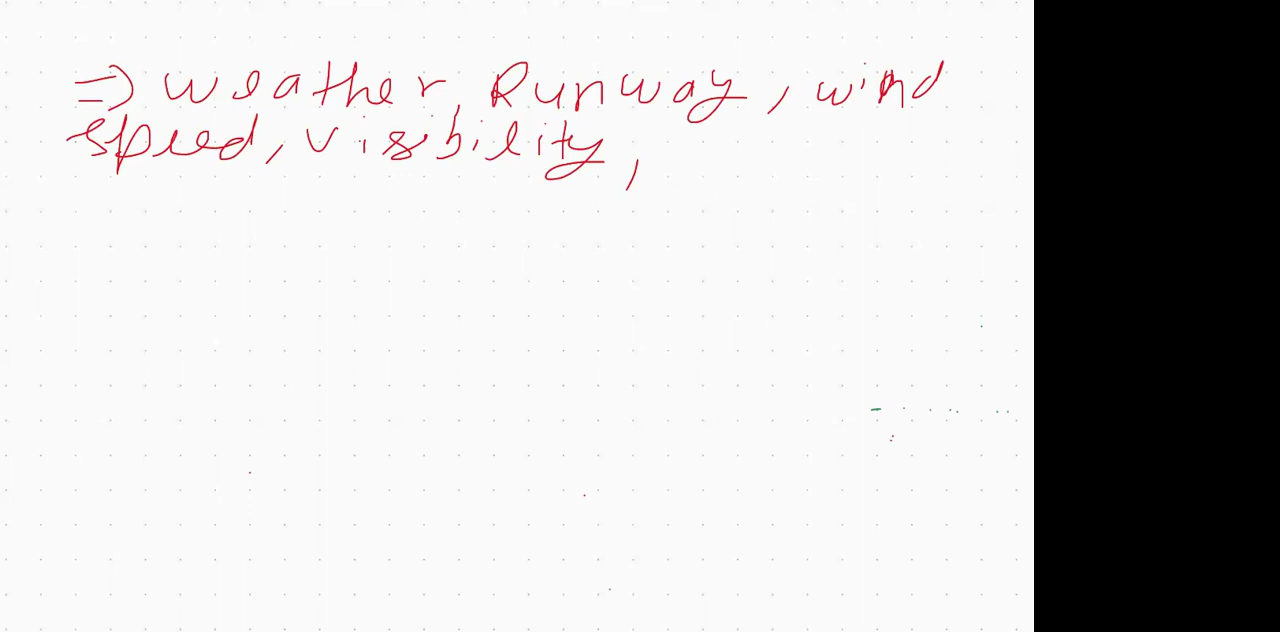 ⇒ Weather, Runway, wind
speed, visibility,